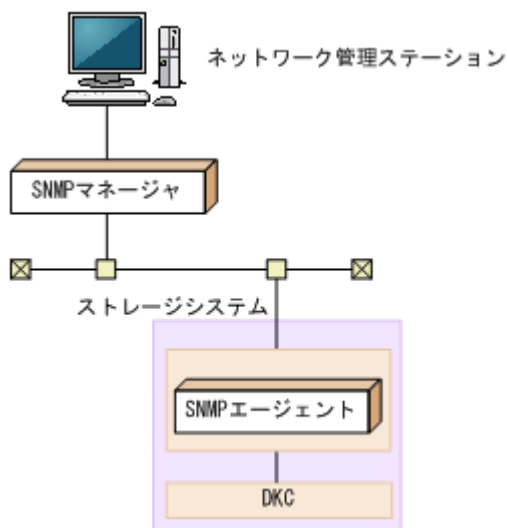 ネットワーク管理ステーション
SNMPマネージャ
ストレージシステム
SNMPエージェント
DKC